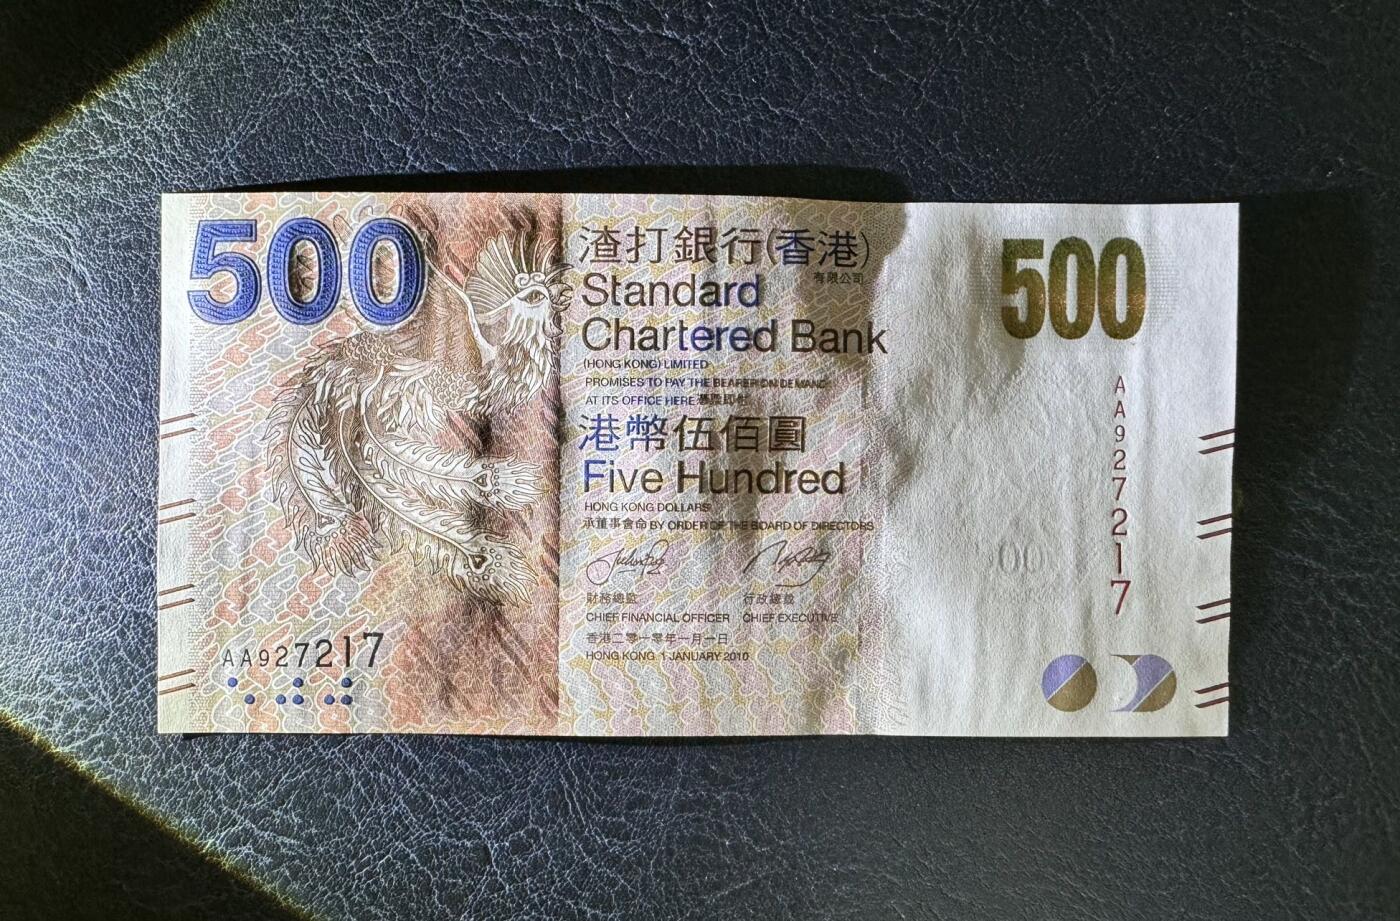 500
渣打銀行(香港)
有限公司
Standard
Chartered Bank
(HONG KONG) LIMITED
PROMISES TO PAY THE BEARER ON DEMAND
AT ITS OFFICE HERE 憑票即付
港幣伍佰圓
Five Hundred
HONG KONG DOLLARS
承董事會命 BY ORDER OF THE BOARD OF DIRECTORS
財務總監 行政總裁
CHIEF FINANCIAL OFFICER CHIEF EXECUTIVE
香港二零一零年一月一日
HONG KONG 1 JANUARY 2010
AA927217
500
AA927217